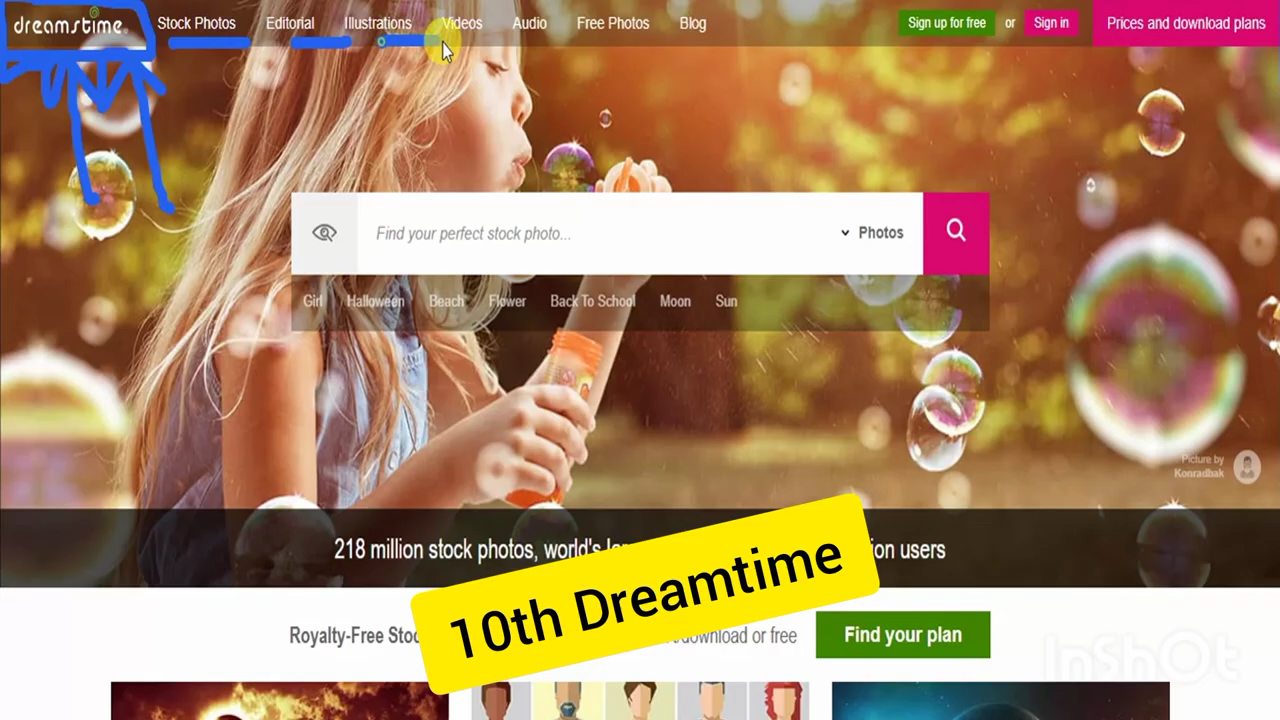 dreamstime
Stock Photos Editorial Illustrations Videos Audio Free Photos Blog
Sign up for free or Sign in Prices and download plans
Find your perfect stock photo... Photos
Girl Halloween Beach Flower Back To School Moon Sun
Picture by
Konradbak
218 million stock photos, world's users
10th Dreamtime
Royalty-Free download or free
Find your plan
InShOt